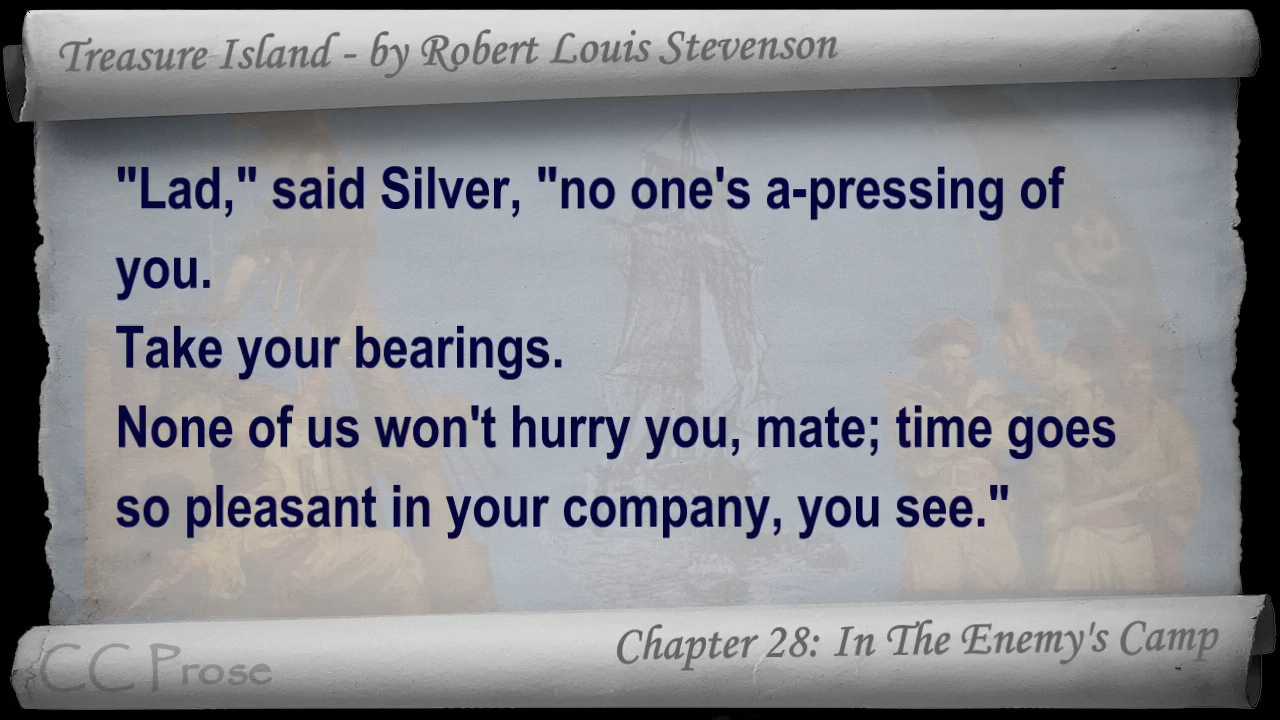 Treasure Island - by Robert Louis Stevenson
"Lad," said Silver, "no one's a-pressing of
you.
Take your bearings.
None of us won't hurry you, mate; time goes
so pleasant in your company, you see."
Chapter 28: In The Enemy's Camp
CC Prose